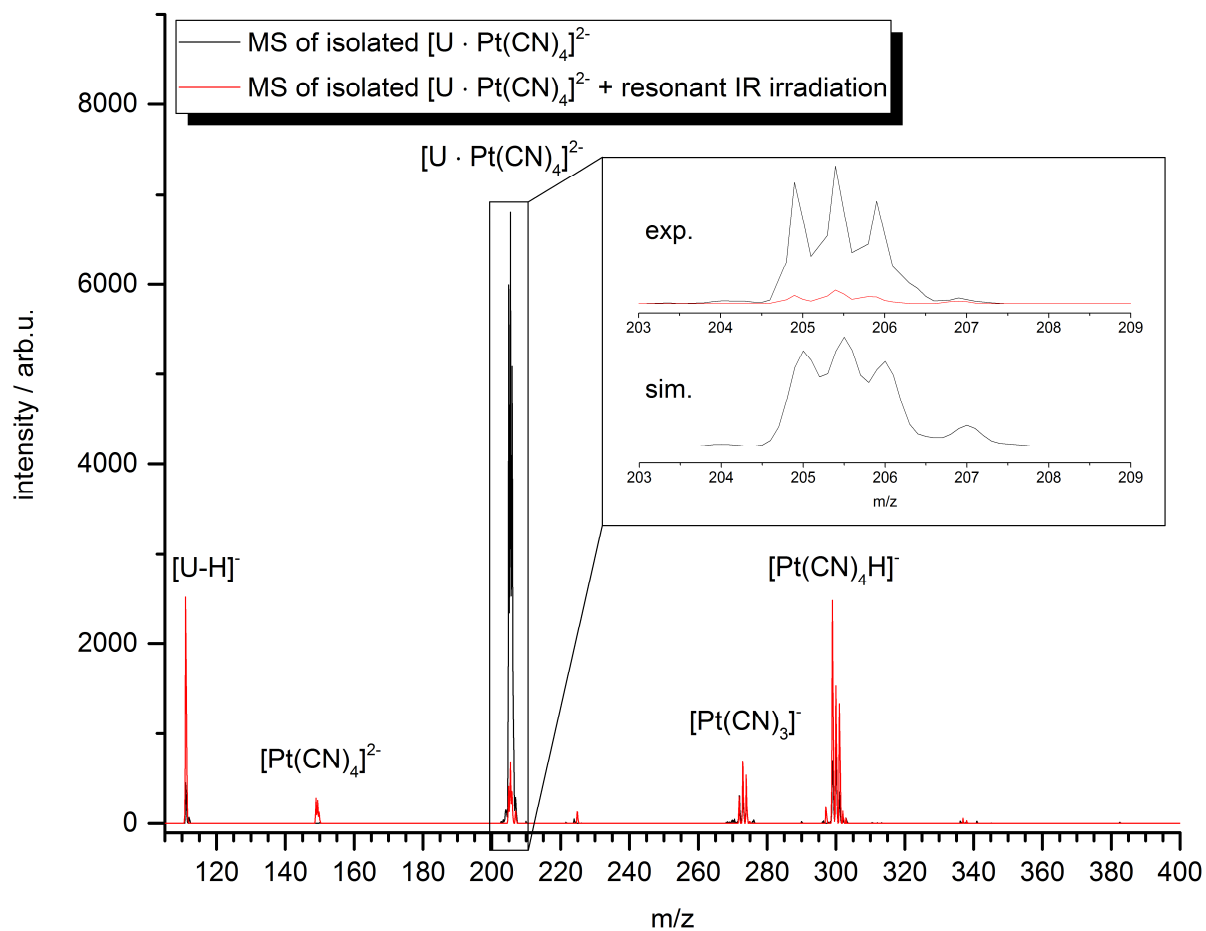 MS of isolated [U · Pt(CN)₄]²⁻
MS of isolated [U · Pt(CN)₄]²⁻ + resonant IR irradiation
[U · Pt(CN)₄]²⁻
exp.
203 204 205 206 207 208 209
sim.
203 204 205 206 207 208 209
m/z
[U-H]⁻
[Pt(CN)₄]²⁻
[Pt(CN)₃]⁻
[Pt(CN)₄H]⁻
intensity / arb.u.
8000
6000
4000
2000
0
120 140 160 180 200 220 240 260 280 300 320 340 360 380 400
m/z